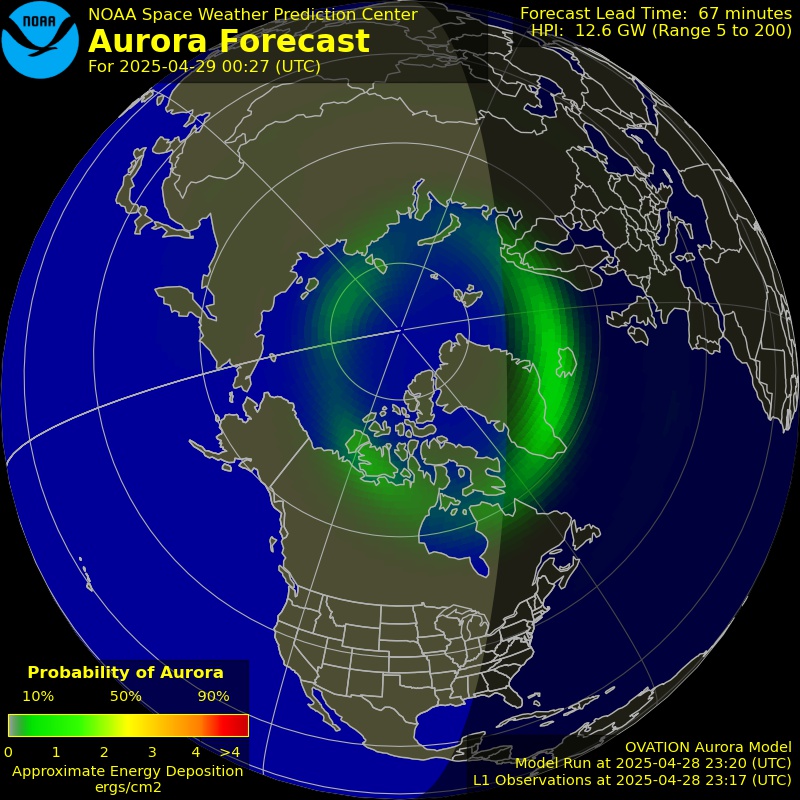 NOAA
NOAA Space Weather Prediction Center
Aurora Forecast
For 2025-04-29 00:27 (UTC)
Forecast Lead Time: 67 minutes
HPI: 12.6 GW (Range 5 to 200)
Probability of Aurora
10% 50% 90%
0 1 2 3 4 >4
Approximate Energy Deposition
ergs/cm2
OVATION Aurora Model
Model Run at 2025-04-28 23:20 (UTC)
L1 Observations at 2025-04-28 23:17 (UTC)